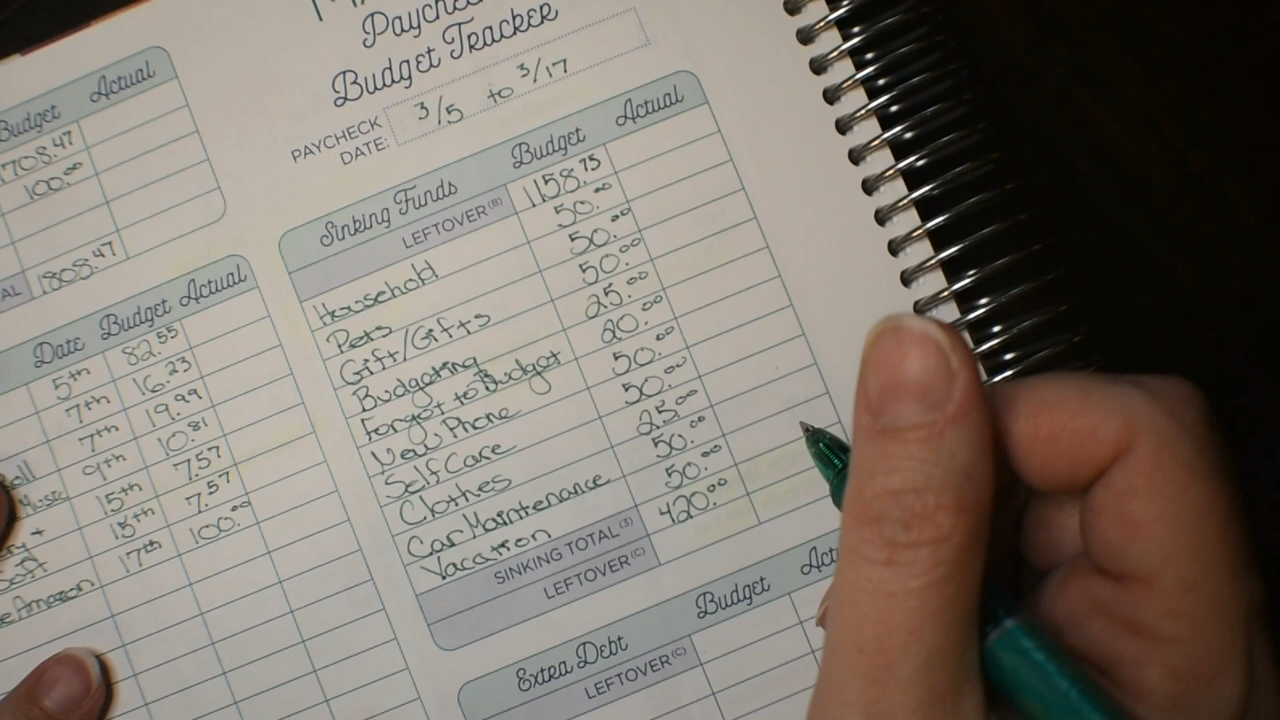 Budget Tracker
PAYCHECK DATE: 3/5 to 3/17
Budget Actual
1708.47
100.00
1808.47
Date Budget Actual
5th 82.55
7th 16.23
7th 19.99
Music 9th 10.81
15th 7.57
15th 7.57
Amazon 17th 100.00
Sinking Funds Budget Actual
LEFTOVER (B) 1158.75
Household 50.00
Pets 50.00
Gift/Gifts 50.00
Budgeting 25.00
Forgot to Budget 20.00
New Phone 50.00
Self Care 50.00
Clothes 25.00
Car Maintenance 50.00
Vacation 50.00
SINKING TOTAL (3) 420.00
LEFTOVER (C)
Extra Debt Budget
LEFTOVER (C)